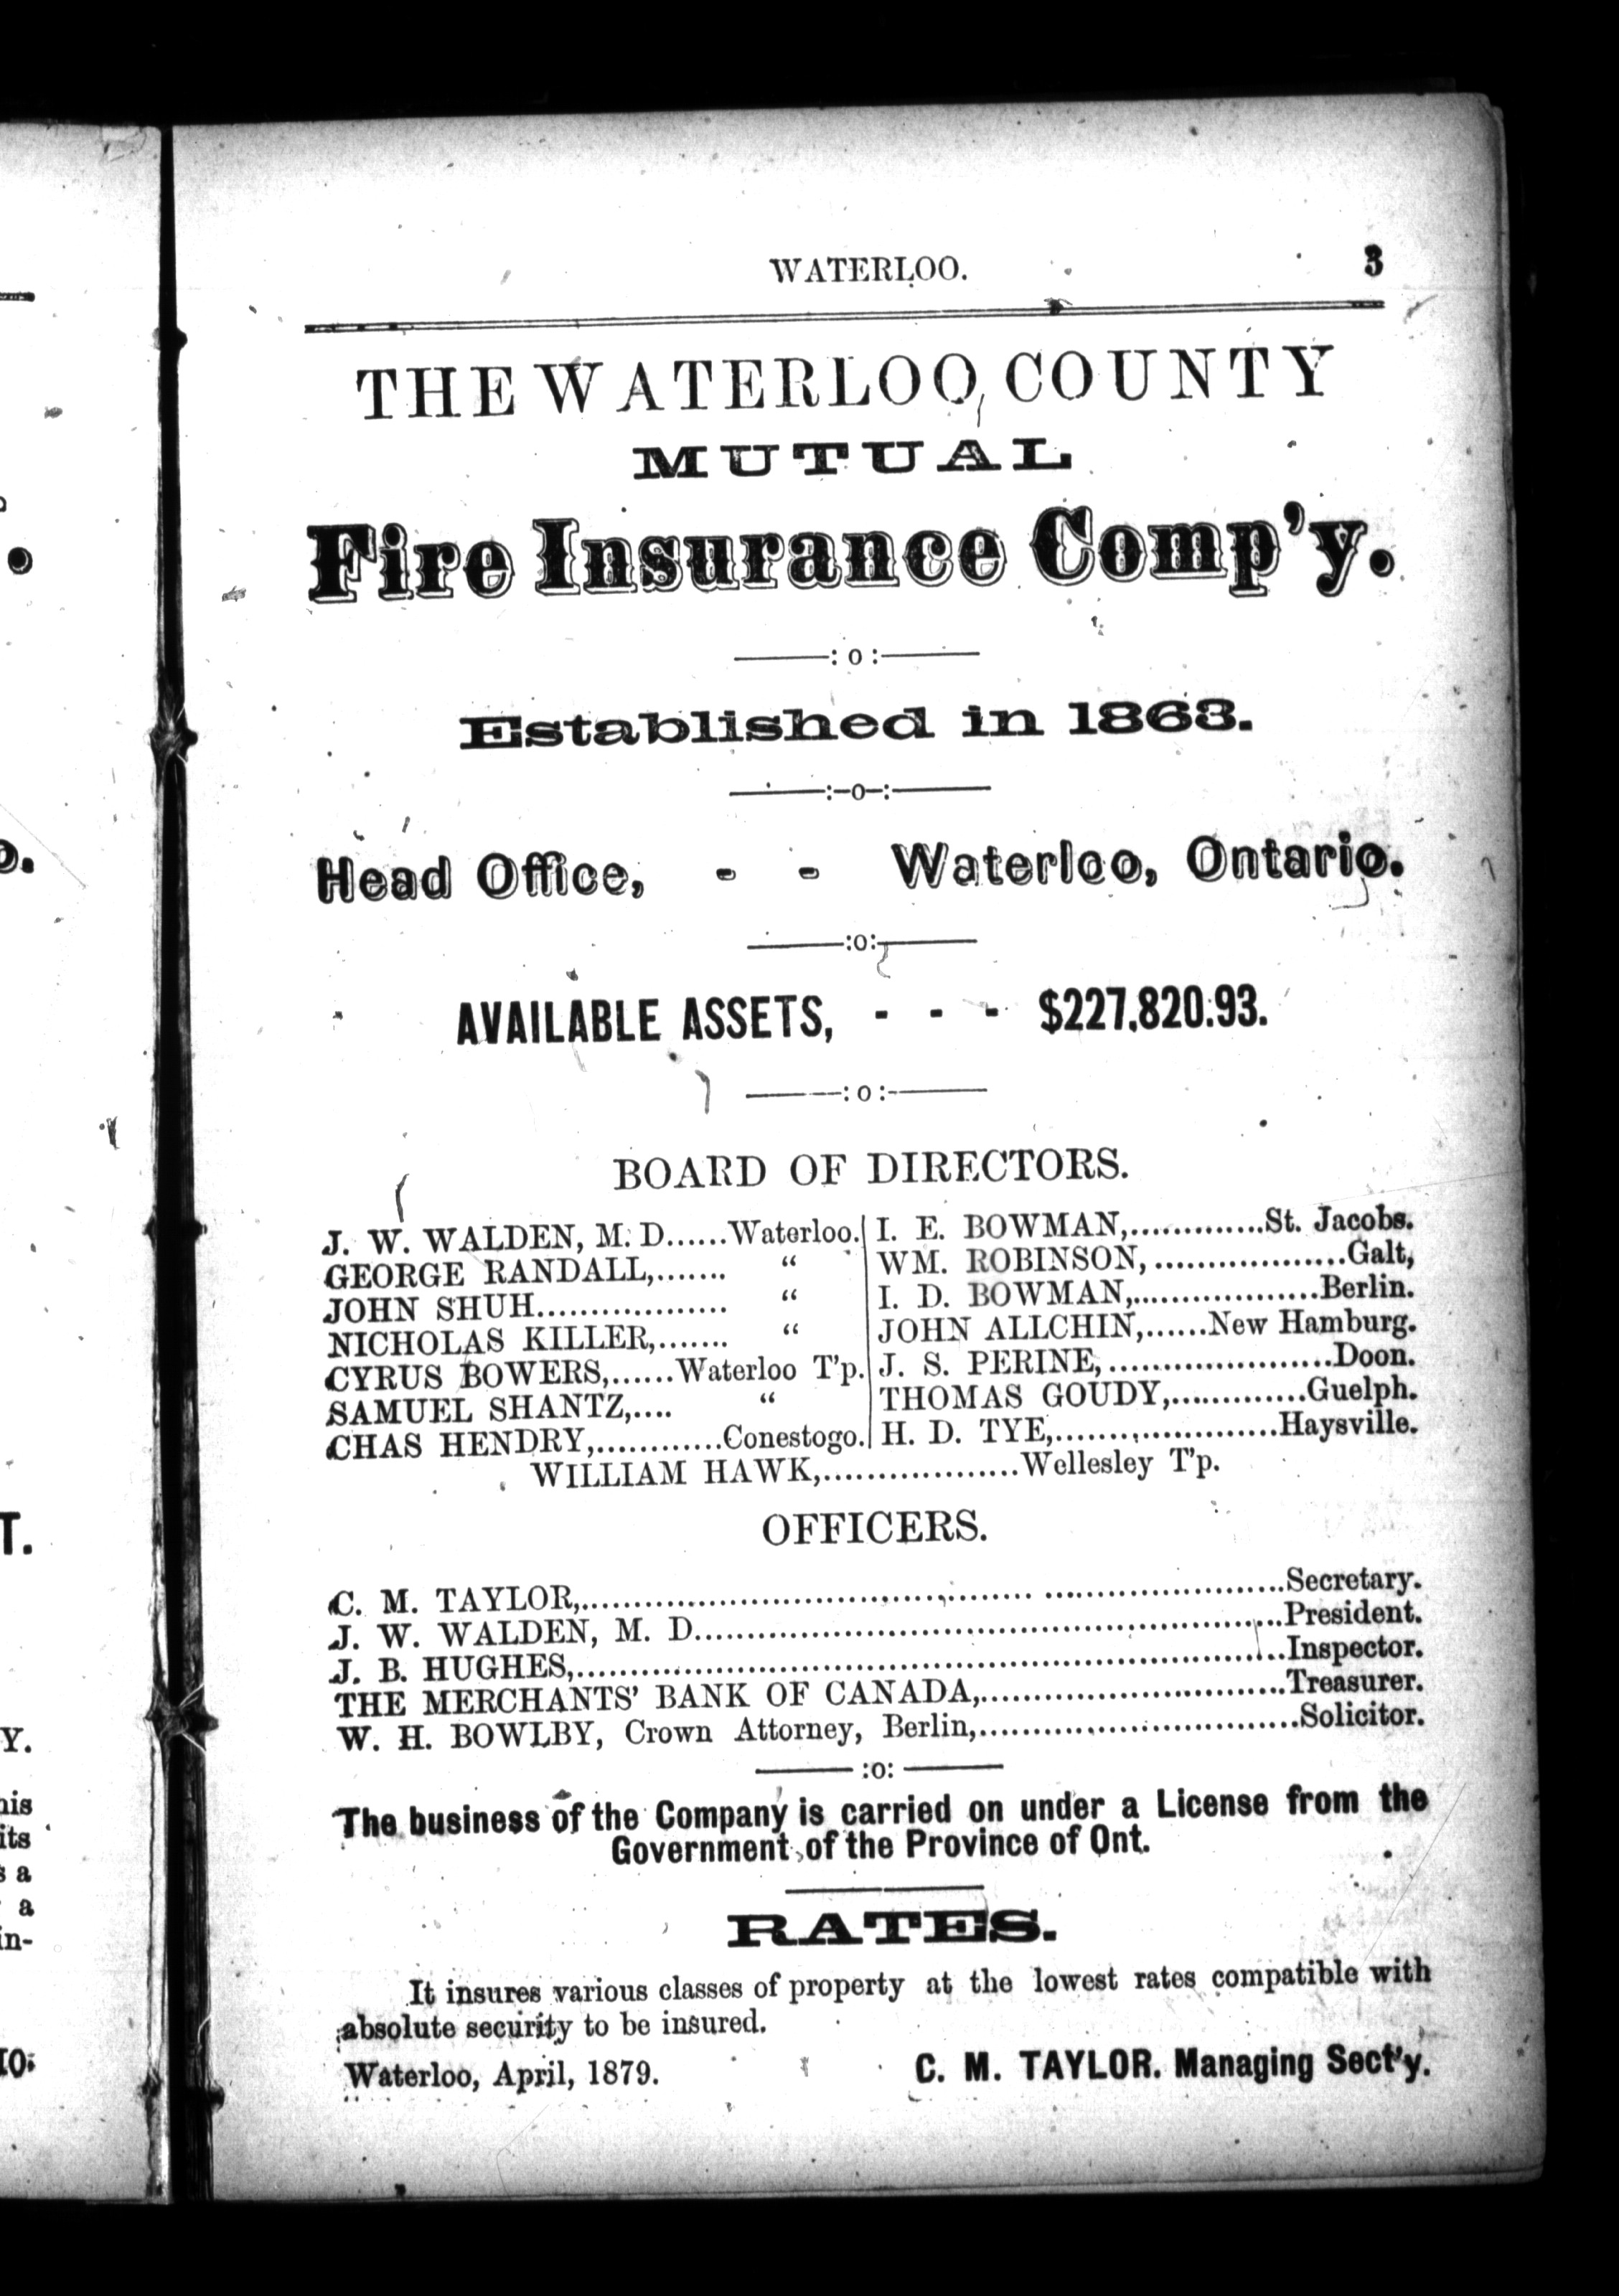 WATERLOO. 3
THE WATERLOO COUNTY
MUTUAL
Fire Insurance Comp'y.
——:o:——
Established in 1863.
——:–o–:——
Head Office, - - Waterloo, Ontario.
——:o:——
AVAILABLE ASSETS, - - - $227,820.93.
——:o:——
BOARD OF DIRECTORS.
J. W. WALDEN, M. D......Waterloo. | I. E. BOWMAN,.............St. Jacobs.
GEORGE RANDALL,....... “ | WM. ROBINSON,..................Galt,
JOHN SHUH.................. “ | I. D. BOWMAN,..................Berlin.
NICHOLAS KILLER,....... “ | JOHN ALLCHIN,......New Hamburg.
CYRUS BOWERS,......Waterloo T'p. | J. S. PERINE,.....................Doon.
SAMUEL SHANTZ,.... “ | THOMAS GOUDY,.............Guelph.
CHAS HENDRY,............Conestogo. | H. D. TYE,.....................Haysville.
WILLIAM HAWK,..................Wellesley T'p.
OFFICERS.
C. M. TAYLOR,..................................................Secretary.
J. W. WALDEN, M. D..................................................President.
J. B. HUGHES,..................................................Inspector.
THE MERCHANTS' BANK OF CANADA,............................Treasurer.
W. H. BOWLBY, Crown Attorney, Berlin,..............................Solicitor.
——:o:——
The business of the Company is carried on under a License from the
Government of the Province of Ont.
RATES.
It insures various classes of property at the lowest rates compatible with
absolute security to be insured.
Waterloo, April, 1879. C. M. TAYLOR. Managing Sect'y.